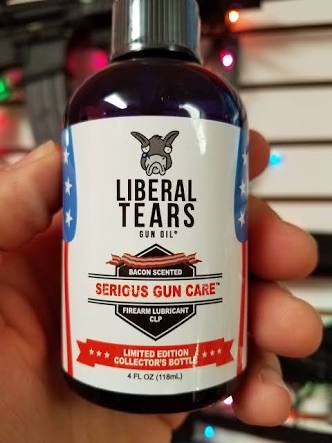 LIBERAL
TEARS
GUN OIL®
BACON SCENTED
SERIOUS GUN CARE™
FIREARM LUBRICANT
CLP
LIMITED EDITION
COLLECTOR'S BOTTLE
4 FL OZ (118mL)